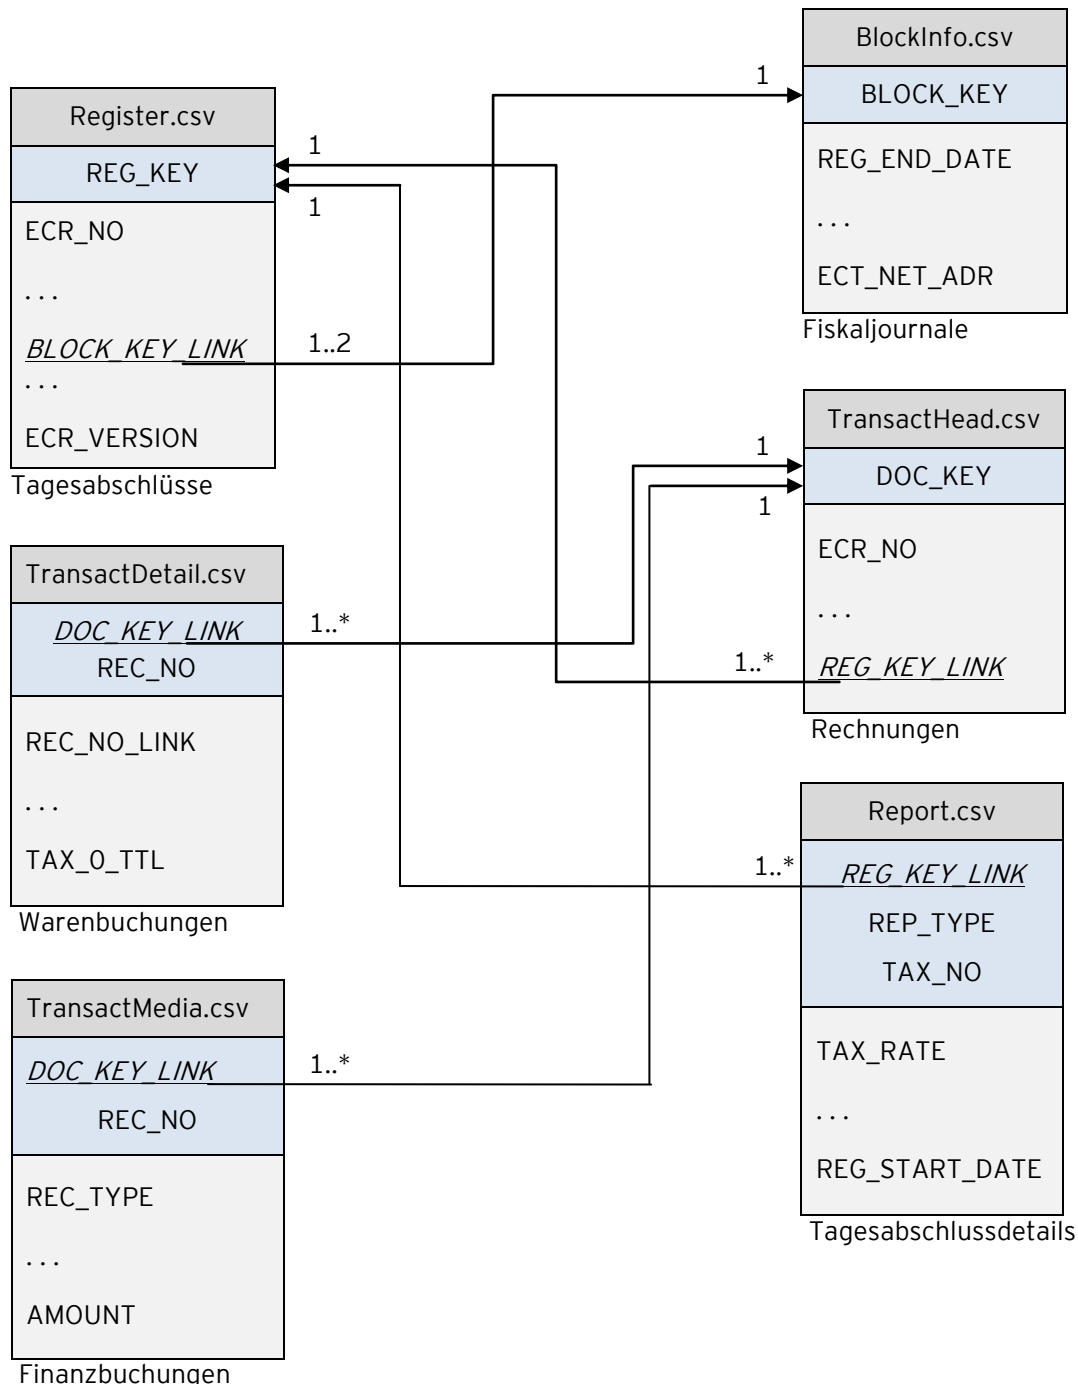 BlockInfo.csv
BLOCK_KEY
REG_END_DATE
...
ECT_NET_ADR
Fiskaljournale
1
Register.csv
REG_KEY
ECR_NO
...
BLOCK_KEY_LINK
...
ECR_VERSION
Tagesabschlüsse
1
1
1..2
TransactHead.csv
DOC_KEY
ECR_NO
...
REG_KEY_LINK
Rechnungen
1
1
1..*
TransactDetail.csv
DOC_KEY_LINK
REC_NO
REC_NO_LINK
...
TAX_0_TTL
Warenbuchungen
1..*
Report.csv
REG_KEY_LINK
REP_TYPE
TAX_NO
TAX_RATE
...
REG_START_DATE
Tagesabschlussdetails
1..*
TransactMedia.csv
DOC_KEY_LINK
REC_NO
REC_TYPE
...
AMOUNT
Finanzbuchungen
1..*